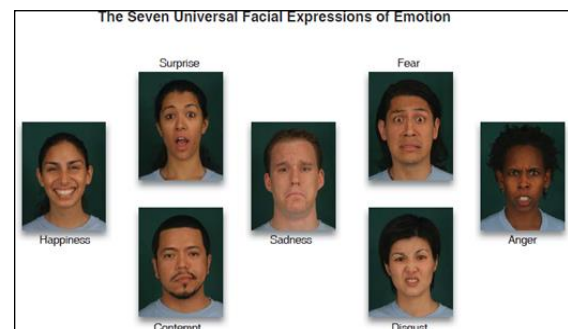 The Seven Universal Facial Expressions of Emotion
Surprise
Fear
Happiness
Sadness
Anger
Contempt
Disgust